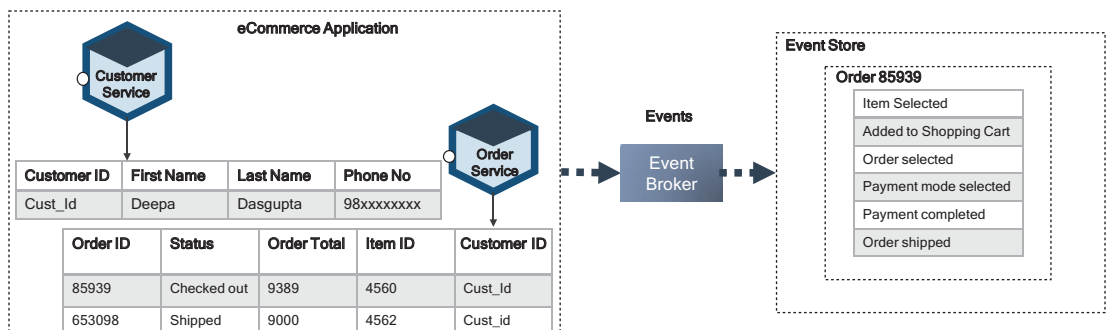 eCommerce Application
Customer
Service
Order
Service
Customer ID First Name Last Name Phone No
Cust_Id Deepa Dasgupta 98xxxxxxxx
Order ID Status Order Total Item ID Customer ID
85939 Checked out 9389 4560 Cust_Id
653098 Shipped 9000 4562 Cust_id
Events
Event
Broker
Event Store
Order 85939
Item Selected
Added to Shopping Cart
Order selected
Payment mode selected
Payment completed
Order shipped